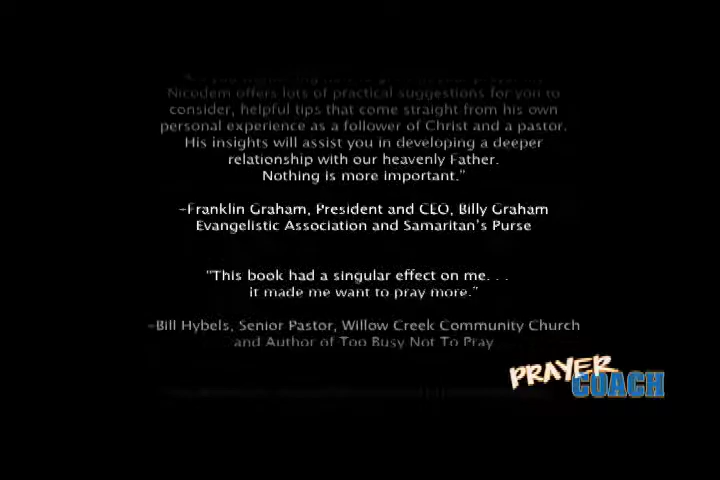 Nicodem offers lots of practical suggestions for you to
consider, helpful tips that come straight from his own
personal experience as a follower of Christ and a pastor.
His insights will assist you in developing a deeper
relationship with our heavenly Father.
Nothing is more important."
-Franklin Graham, President and CEO, Billy Graham
Evangelistic Association and Samaritan's Purse
"This book had a singular effect on me. . .
it made me want to pray more."
-Bill Hybels, Senior Pastor, Willow Creek Community Church
and Author of Too Busy Not To Pray
PRAYER
COACH